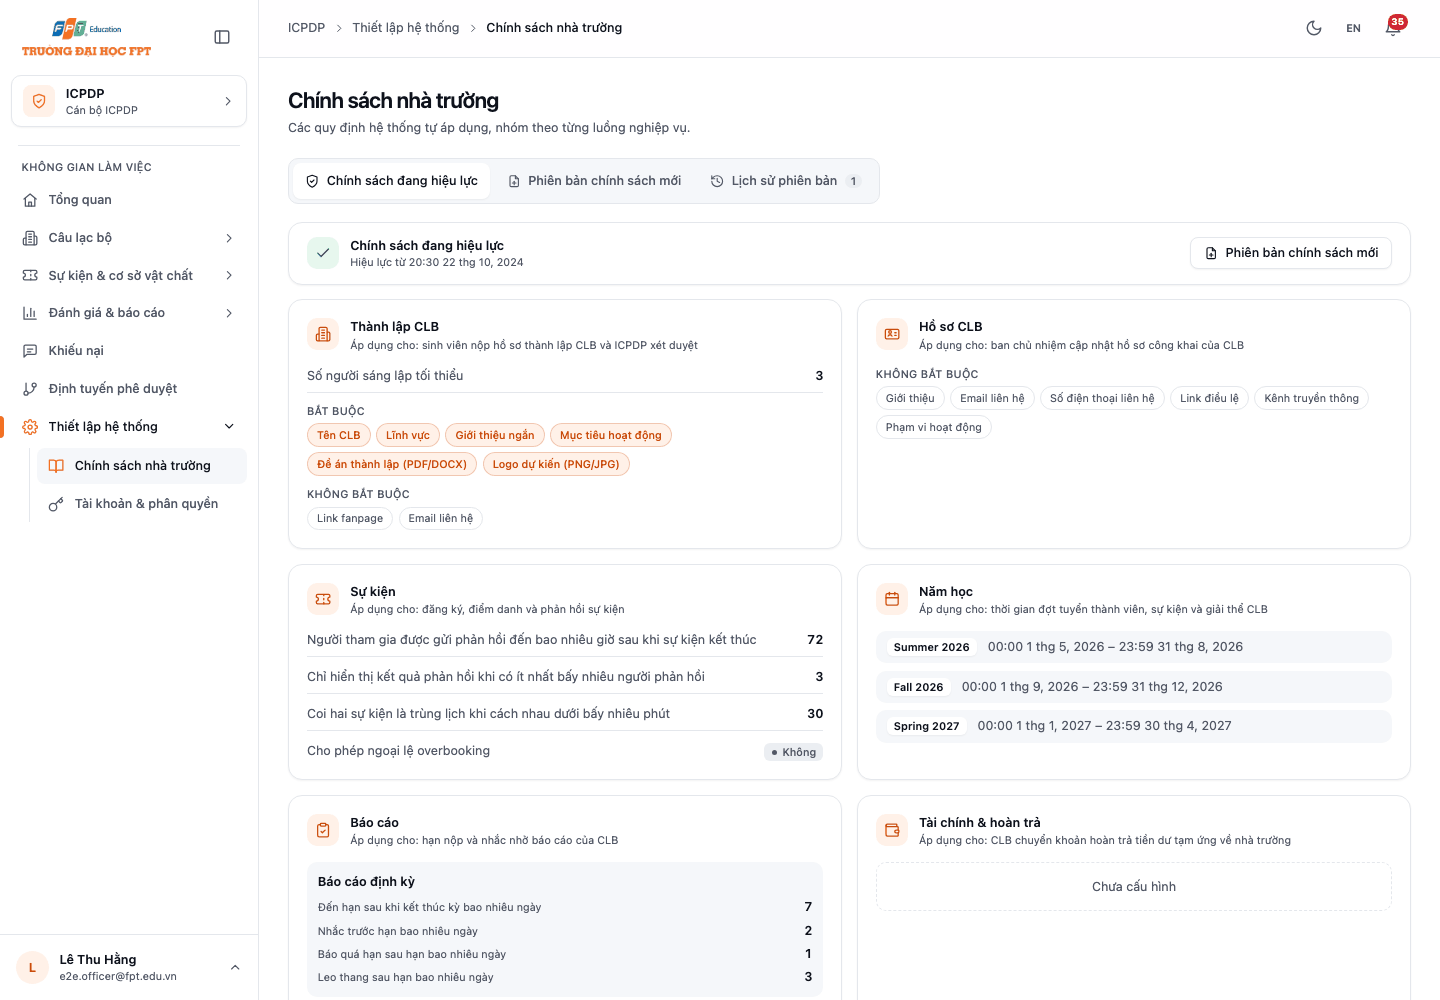 FPT Education
TRƯỜNG ĐẠI HỌC FPT
ICPDP
Cán bộ ICPDP
KHÔNG GIAN LÀM VIỆC
Tổng quan
Câu lạc bộ
Sự kiện & cơ sở vật chất
Đánh giá & báo cáo
Khiếu nại
Định tuyến phê duyệt
Thiết lập hệ thống
Chính sách nhà trường
Tài khoản & phân quyền
L
Lê Thu Hằng
e2e.officer@fpt.edu.vn
ICPDP > Thiết lập hệ thống > Chính sách nhà trường
EN
35
Chính sách nhà trường
Các quy định hệ thống tự áp dụng, nhóm theo từng luồng nghiệp vụ.
Chính sách đang hiệu lực
Phiên bản chính sách mới
Lịch sử phiên bản 1
Chính sách đang hiệu lực
Hiệu lực từ 20:30 22 thg 10, 2024
Phiên bản chính sách mới
Thành lập CLB
Áp dụng cho: sinh viên nộp hồ sơ thành lập CLB và ICPDP xét duyệt
Số người sáng lập tối thiểu 3
BẮT BUỘC
Tên CLB Lĩnh vực Giới thiệu ngắn Mục tiêu hoạt động
Đề án thành lập (PDF/DOCX) Logo dự kiến (PNG/JPG)
KHÔNG BẮT BUỘC
Link fanpage Email liên hệ
Hồ sơ CLB
Áp dụng cho: ban chủ nhiệm cập nhật hồ sơ công khai của CLB
KHÔNG BẮT BUỘC
Giới thiệu Email liên hệ Số điện thoại liên hệ Link điều lệ Kênh truyền thông
Phạm vi hoạt động
Sự kiện
Áp dụng cho: đăng ký, điểm danh và phản hồi sự kiện
Người tham gia được gửi phản hồi đến bao nhiêu giờ sau khi sự kiện kết thúc 72
Chỉ hiển thị kết quả phản hồi khi có ít nhất bấy nhiêu người phản hồi 3
Coi hai sự kiện là trùng lịch khi cách nhau dưới bấy nhiêu phút 30
Cho phép ngoại lệ overbooking Không
Năm học
Áp dụng cho: thời gian đợt tuyển thành viên, sự kiện và giải thể CLB
Summer 2026 00:00 1 thg 5, 2026 – 23:59 31 thg 8, 2026
Fall 2026 00:00 1 thg 9, 2026 – 23:59 31 thg 12, 2026
Spring 2027 00:00 1 thg 1, 2027 – 23:59 30 thg 4, 2027
Báo cáo
Áp dụng cho: hạn nộp và nhắc nhở báo cáo của CLB
Báo cáo định kỳ
Đến hạn sau khi kết thúc kỳ bao nhiêu ngày 7
Nhắc trước hạn bao nhiêu ngày 2
Báo quá hạn sau hạn bao nhiêu ngày 1
Leo thang sau hạn bao nhiêu ngày 3
Tài chính & hoàn trả
Áp dụng cho: CLB chuyển khoản hoàn trả tiền dư tạm ứng về nhà trường
Chưa cấu hình